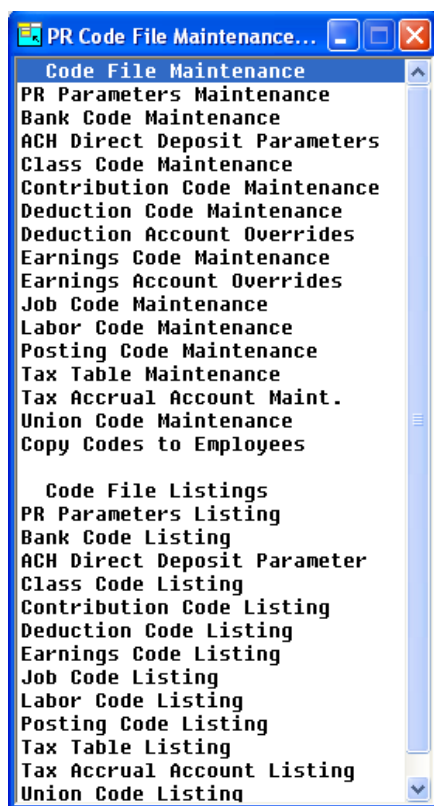 PR Code File Maintenance...
Code File Maintenance
PR Parameters Maintenance
Bank Code Maintenance
ACH Direct Deposit Parameters
Class Code Maintenance
Contribution Code Maintenance
Deduction Code Maintenance
Deduction Account Overrides
Earnings Code Maintenance
Earnings Account Overrides
Job Code Maintenance
Labor Code Maintenance
Posting Code Maintenance
Tax Table Maintenance
Tax Accrual Account Maint.
Union Code Maintenance
Copy Codes to Employees
Code File Listings
PR Parameters Listing
Bank Code Listing
ACH Direct Deposit Parameter
Class Code Listing
Contribution Code Listing
Deduction Code Listing
Earnings Code Listing
Job Code Listing
Labor Code Listing
Posting Code Listing
Tax Table Listing
Tax Accrual Account Listing
Union Code Listing